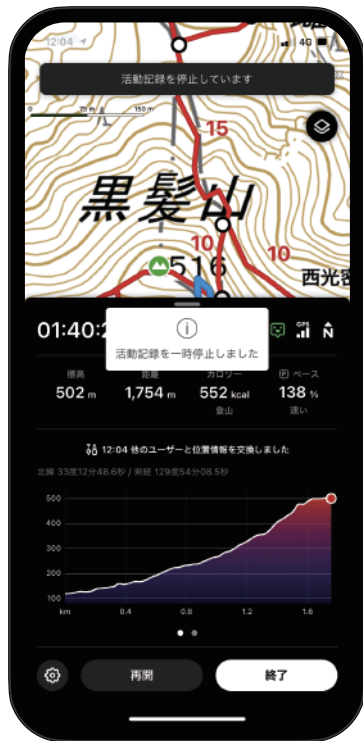 12:04
4G
活動記録を停止しています
0 75 m 150 m
15
黒髪山
10
10
516
西光密
01:40:2
GPS
N
活動記録を一時停止しました
標高 距離 カロリー P ペース
502 m 1,754 m 552 kcal 138 %
登山 速い
12:04 他のユーザーと位置情報を交換しました
北緯 33度12分48.6秒 / 東経 129度54分08.5秒
500
400
300
200
100
km 0.4 0.8 1.2 1.6
再開 終了